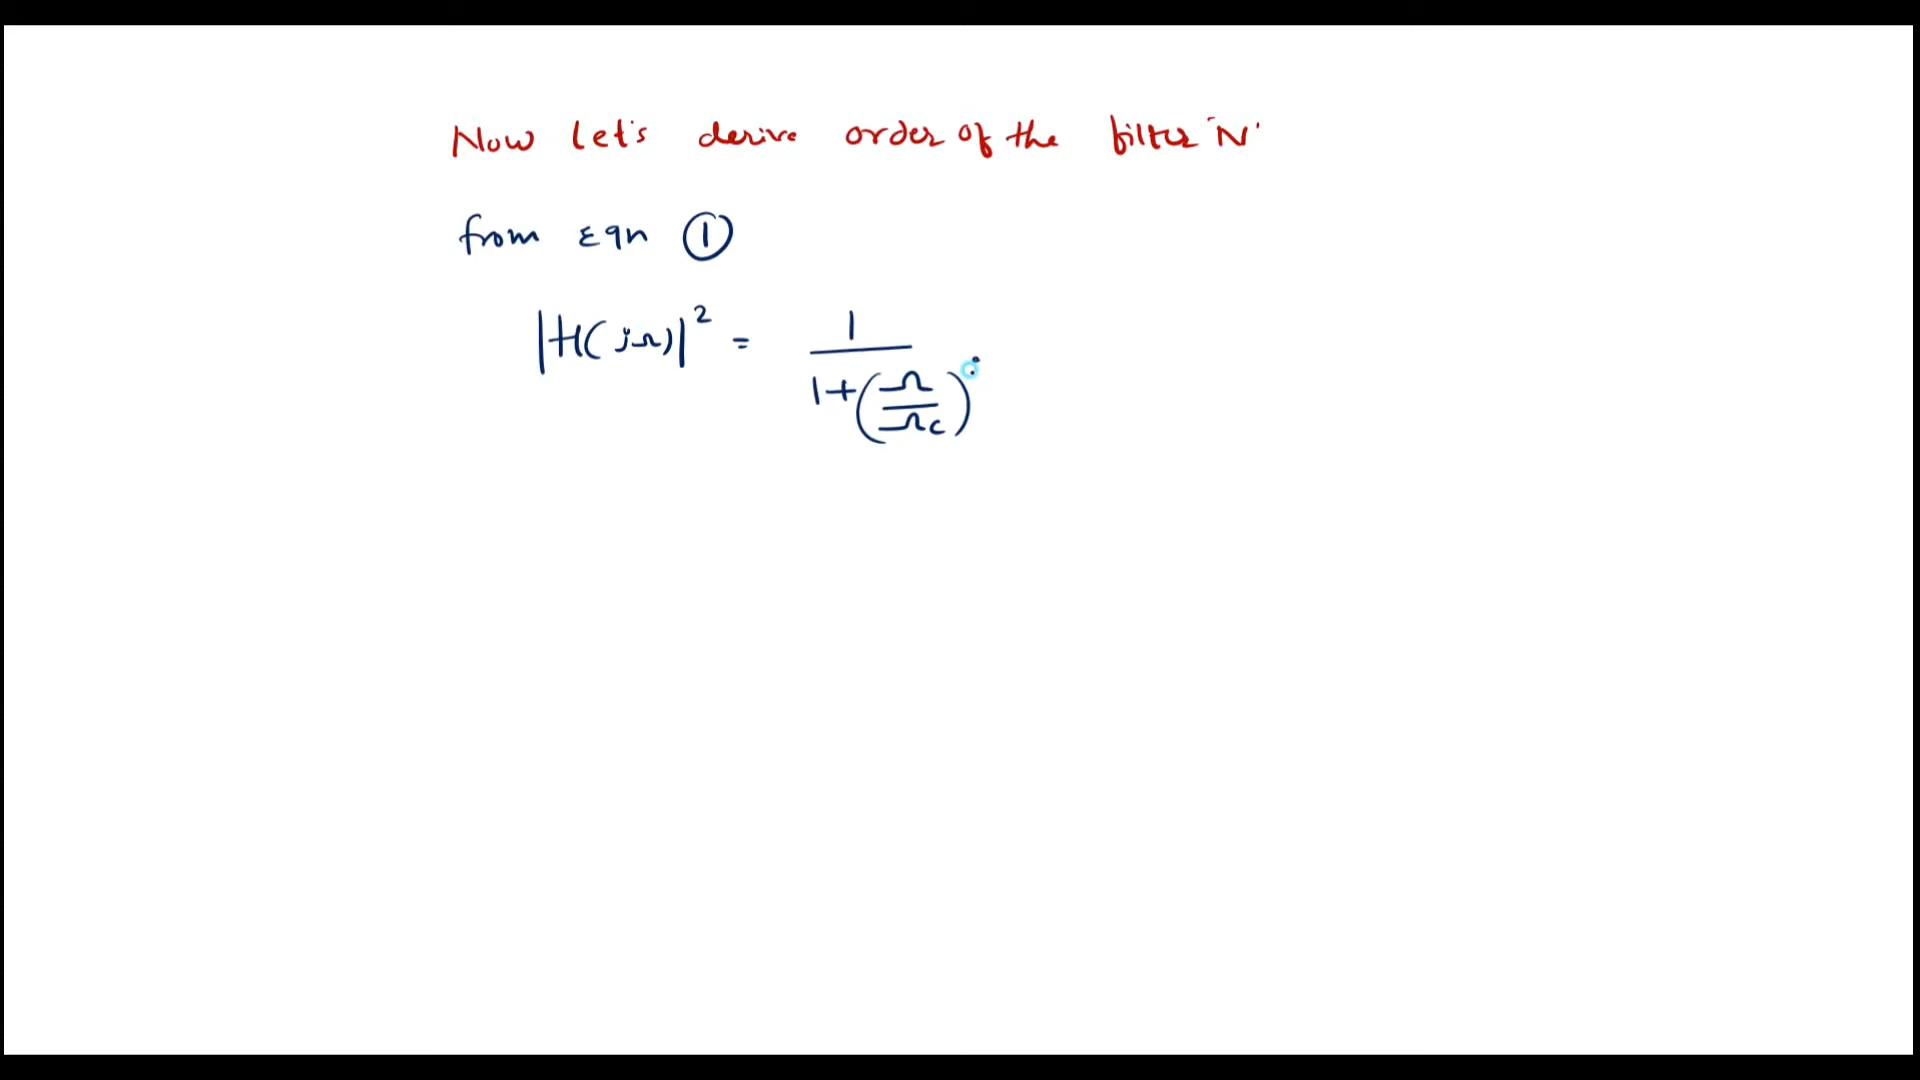 Now let's derive order of the filter 'N'
from Eqn ①
|H(jΩ)|² = 1 / 1+(Ω/Ωc)